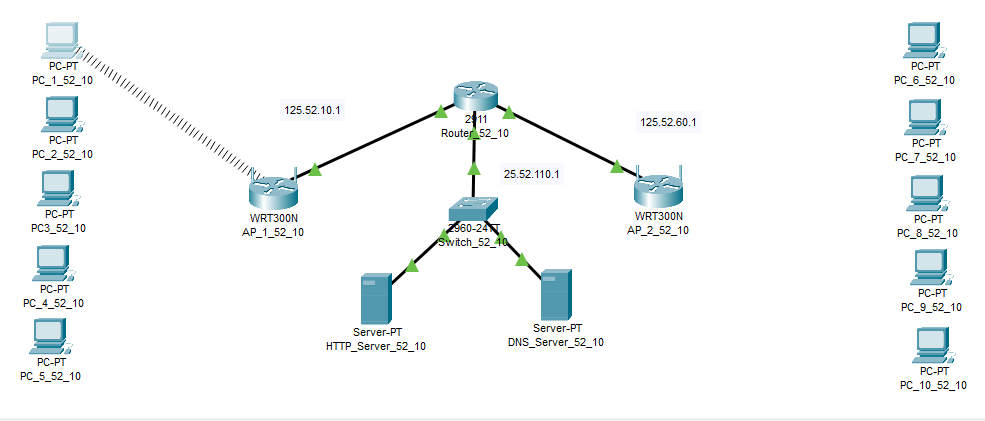 PC-PT
PC_1_52_10
PC-PT
PC_2_52_10
PC-PT
PC3_52_10
PC-PT
PC_4_52_10
PC-PT
PC_5_52_10
125.52.10.1
WRT300N
AP_1_52_10
2911
Router_52_10
25.52.110.1
2960-24TT
Switch_52_10
Server-PT
HTTP_Server_52_10
Server-PT
DNS_Server_52_10
125.52.60.1
WRT300N
AP_2_52_10
PC-PT
PC_6_52_10
PC-PT
PC_7_52_10
PC-PT
PC_8_52_10
PC-PT
PC_9_52_10
PC-PT
PC_10_52_10